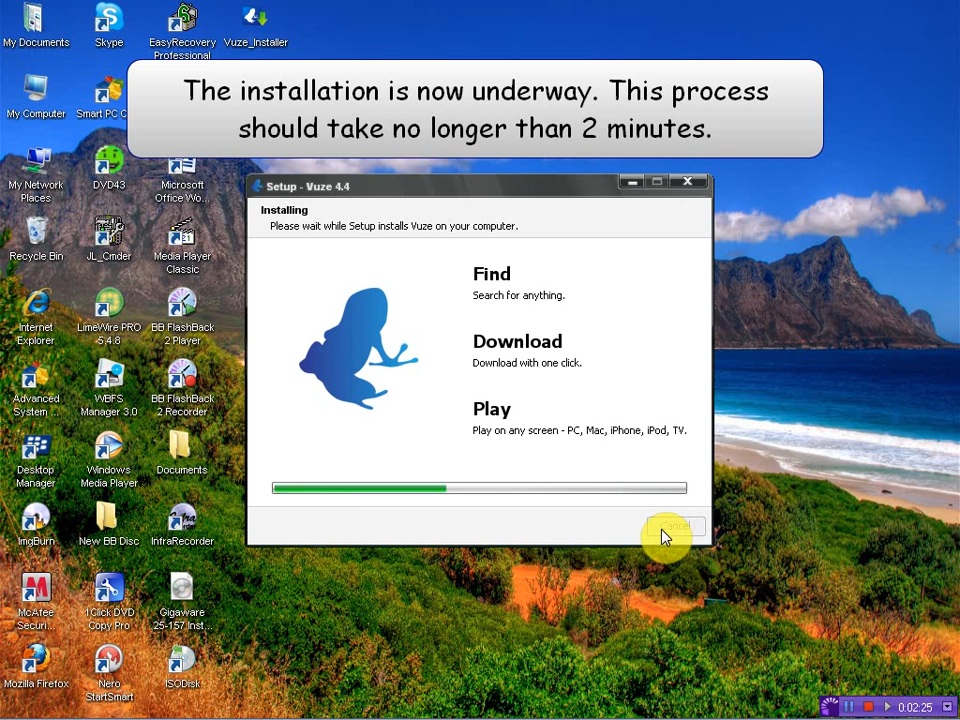 My Documents
Skype
EasyRecovery
Professional
Vuze_Installer
The installation is now underway. This process
should take no longer than 2 minutes.
My Computer
Smart PC
My Network
Places
DVD43
Microsoft
Office Wo...
Setup - Vuze 4.4
Installing
Please wait while Setup installs Vuze on your computer.
Recycle Bin
JL_Cmder
Media Player
Classic
Find
Search for anything.
Internet
Explorer
LimeWire PRO
5.4.8
BB FlashBack
2 Player
Download
Download with one click.
Advanced
System ...
WBFS
Manager 3.0
BB FlashBack
2 Recorder
Play
Play on any screen - PC, Mac, iPhone, iPod, TV.
Desktop
Manager
Windows
Media Player
Documents
Cancel
ImgBurn
New BB Disc
InfraRecorder
McAfee
Securi...
1Click DVD
Copy Pro
Gigaware
25-157 Inst...
Mozilla Firefox
Nero
StartSmart
ISODisk
0:02:25